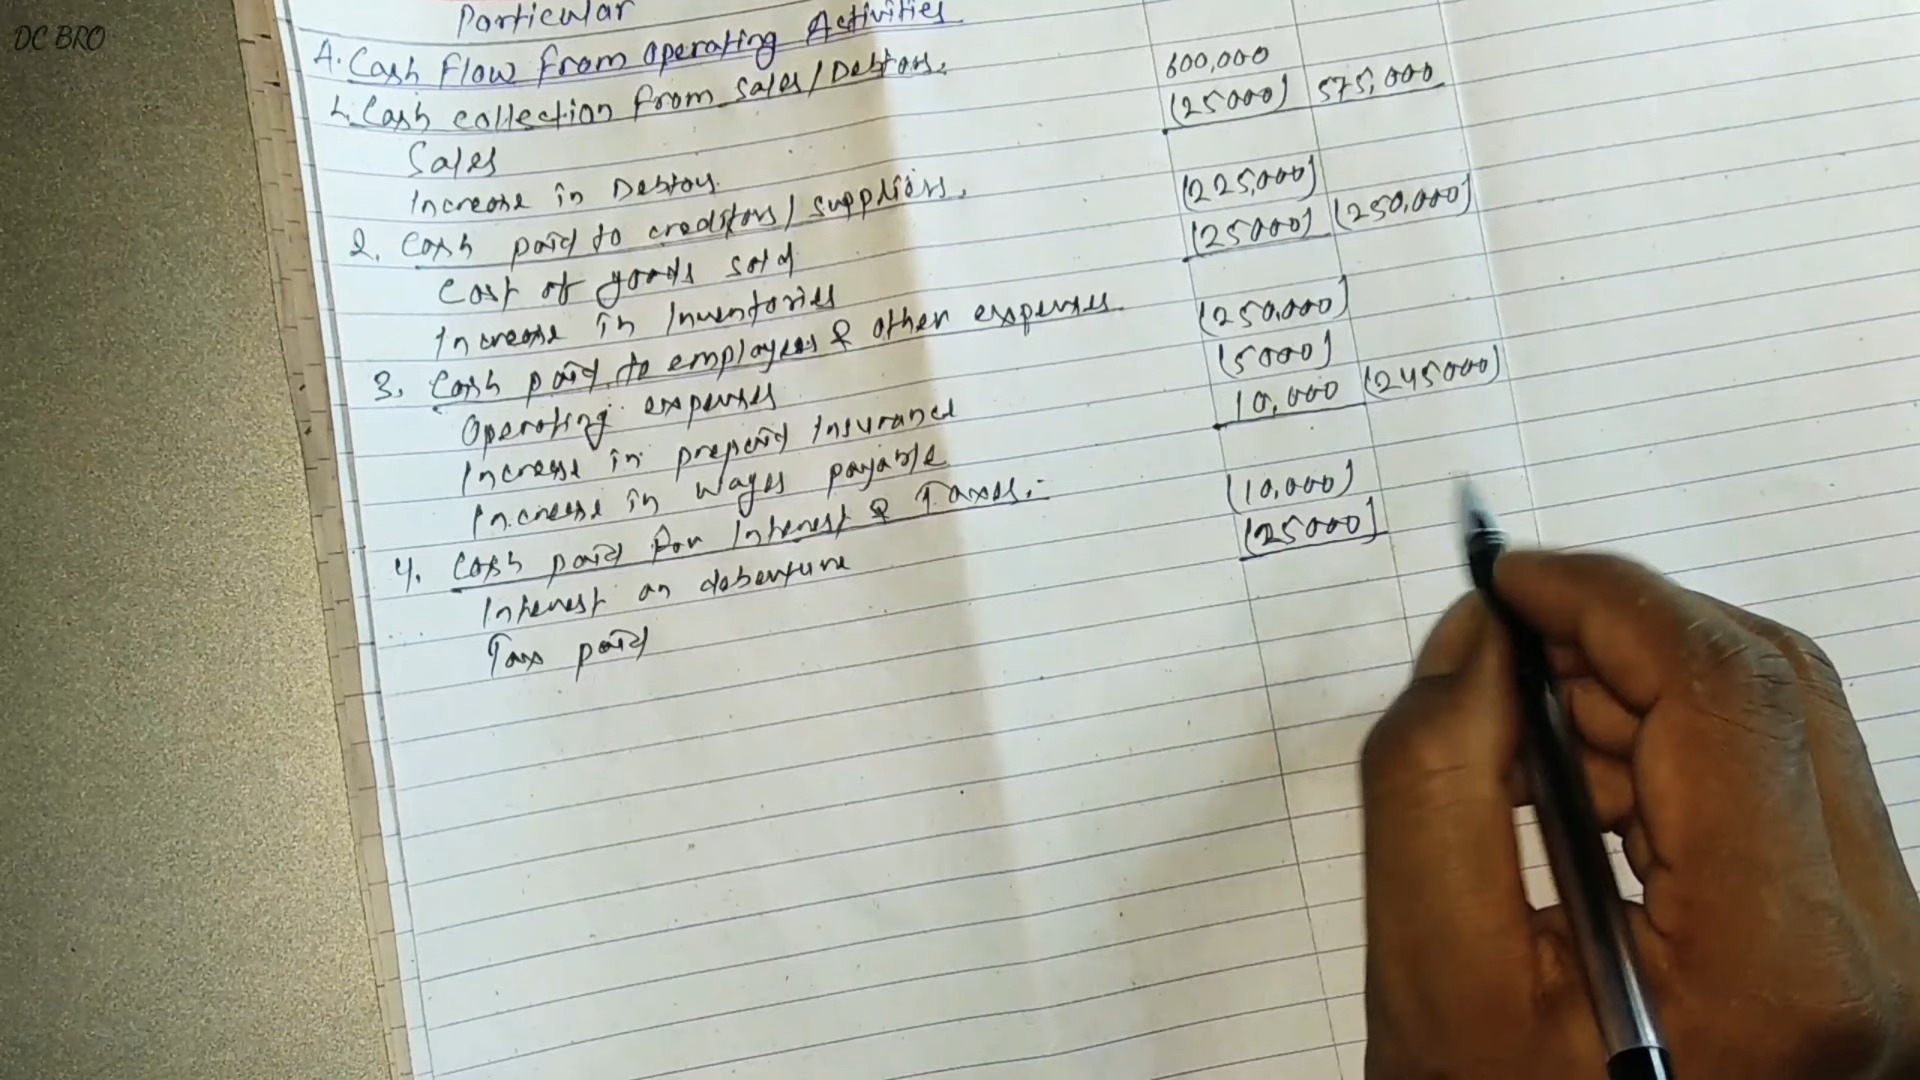 DC BRO
Particular
A. Cash Flow From Operating Activities
1. Cash collection from Sales/Debtors.
Sales 600,000
Increase in Debtors. (25000) 575,000
2. Cash paid to creditors/suppliers.
Cost of goods sold (225,000)
Increase in Inventories (25000) (250,000)
3. Cash paid to employees & other expenses
Operating expenses (250,000)
Increase in prepaid Insurance (5000)
Increase in wages payable 10,000 (245000)
4. Cash paid For Interest & Taxes:-
Interest on debenture (10,000)
Tax paid (25000)